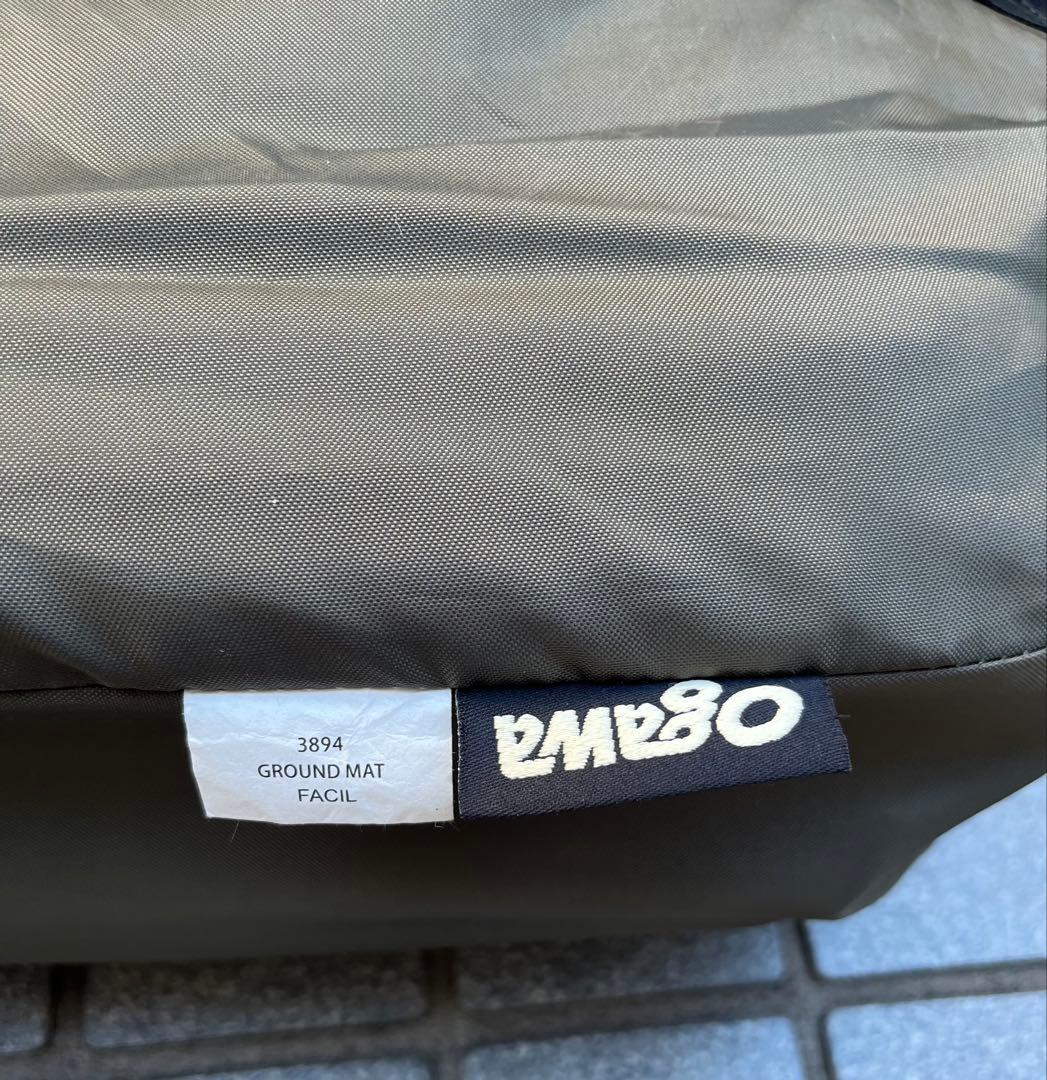 3894
GROUND MAT
FACIL
Ogawa